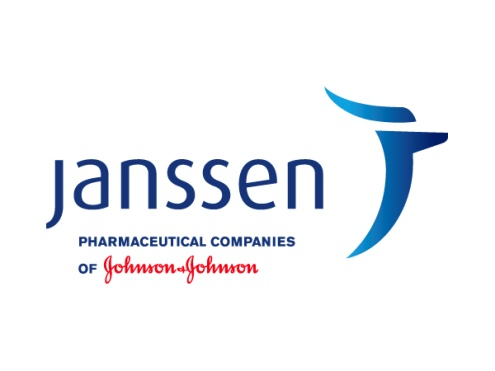 janssen
PHARMACEUTICAL COMPANIES
OF Johnson&Johnson